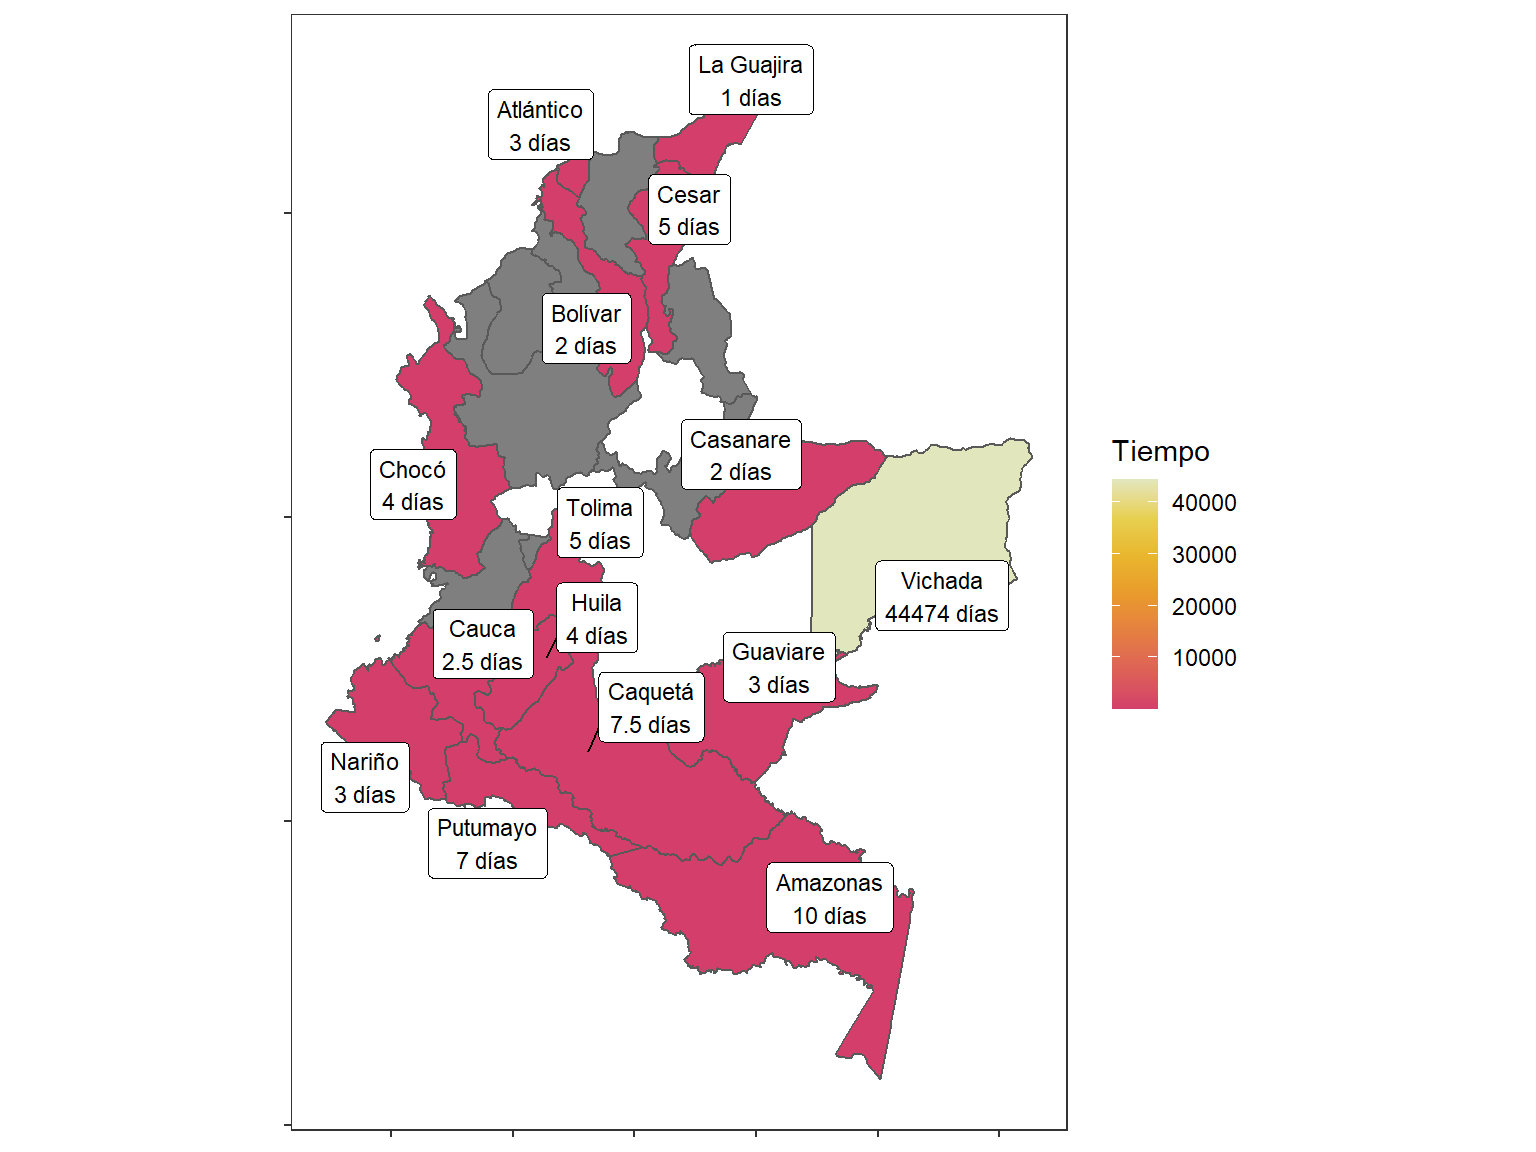 La Guajira
1 días
Atlántico
3 días
Cesar
5 días
Bolívar
2 días
Casanare
2 días
Chocó
4 días
Tolima
5 días
Vichada
44474 días
Huila
4 días
Cauca
2.5 días
Guaviare
3 días
Caquetá
7.5 días
Nariño
3 días
Putumayo
7 días
Amazonas
10 días
Tiempo
40000
30000
20000
10000